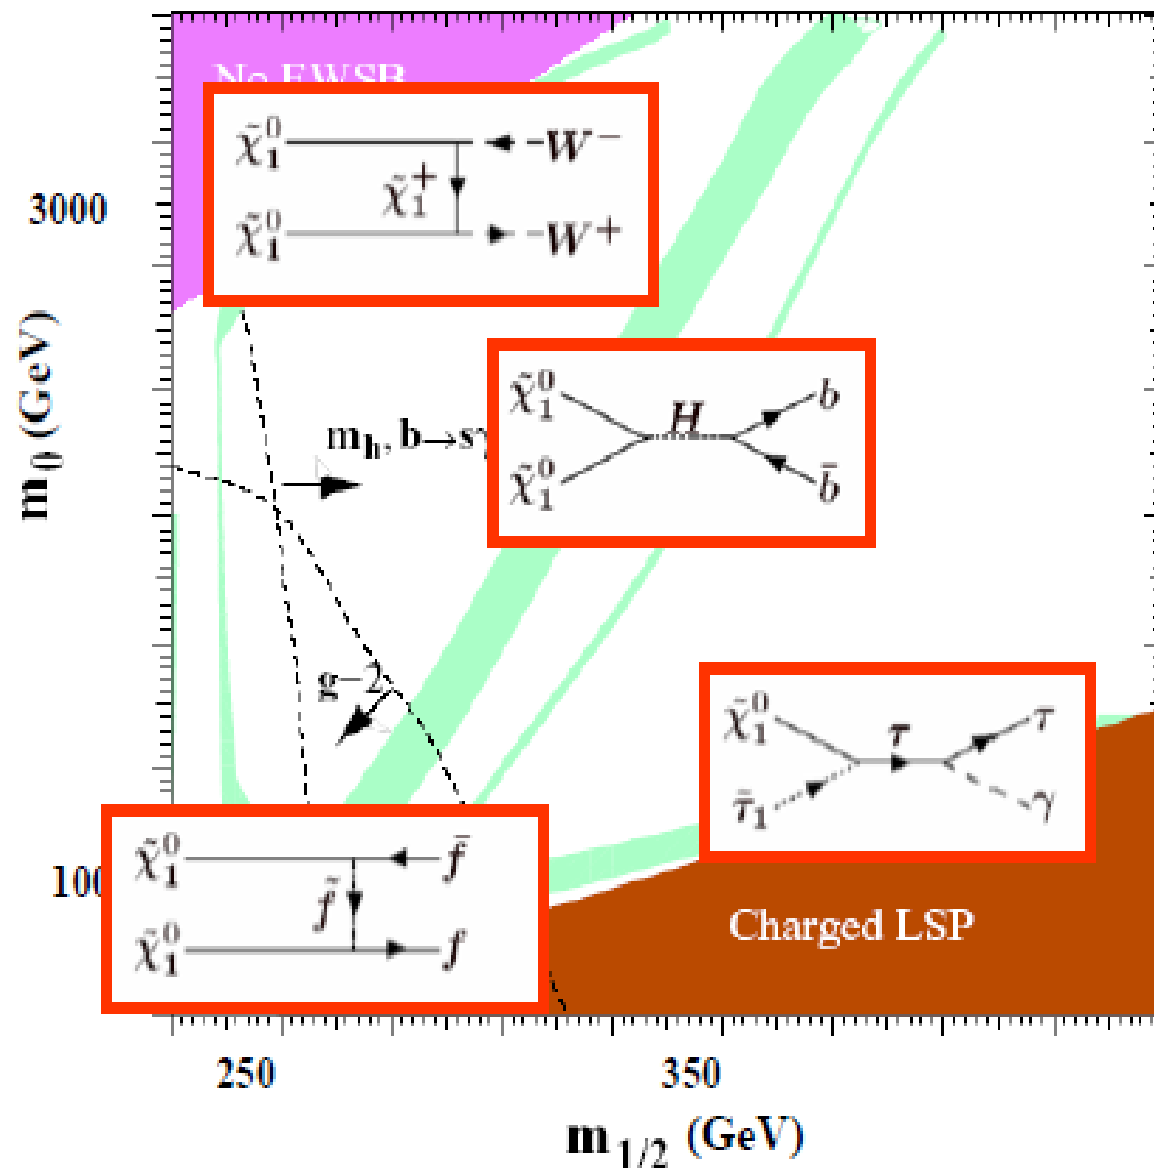 No EWSB
χ̃₁⁰ W⁻
χ̃₁⁺
χ̃₁⁰ W⁺
3000
m₀ (GeV)
χ̃₁⁰ H b
χ̃₁⁰ b̄
m_h, b→sγ
g−2
χ̃₁⁰ τ τ
τ̃₁ γ
χ̃₁⁰ f̄
f̃
χ̃₁⁰ f
100
Charged LSP
250 350
m₁/₂ (GeV)